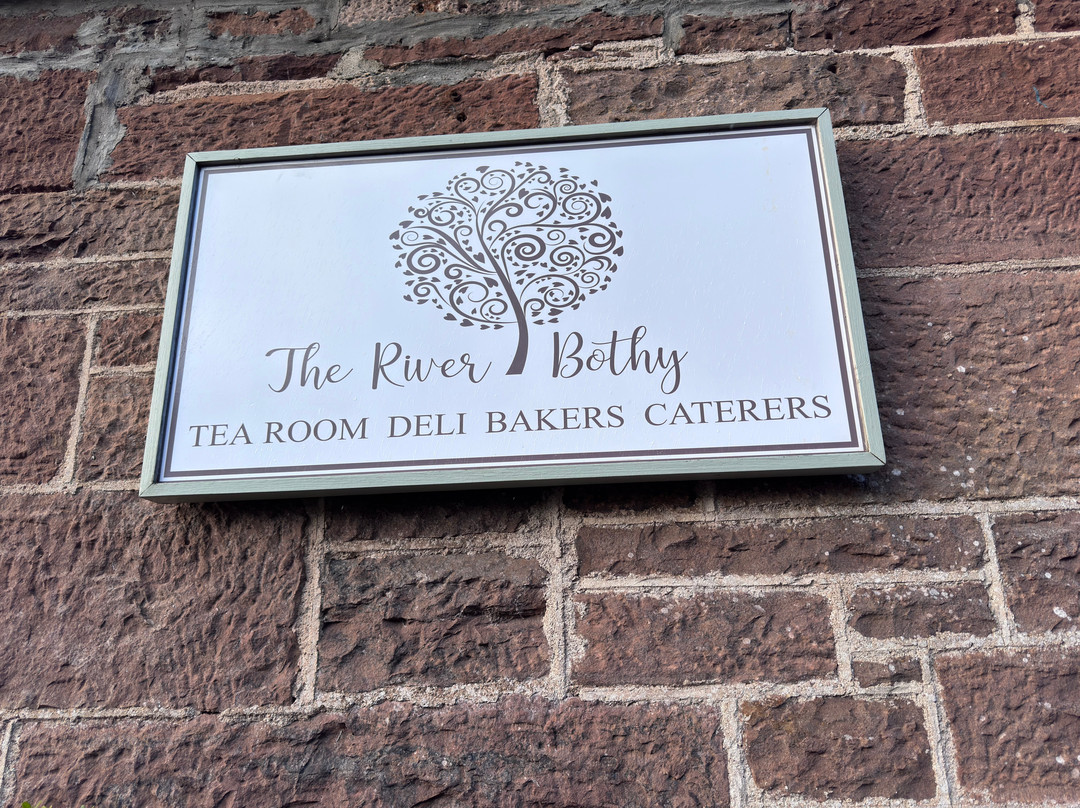 The River Bothy
TEA ROOM DELI BAKERS CATERERS